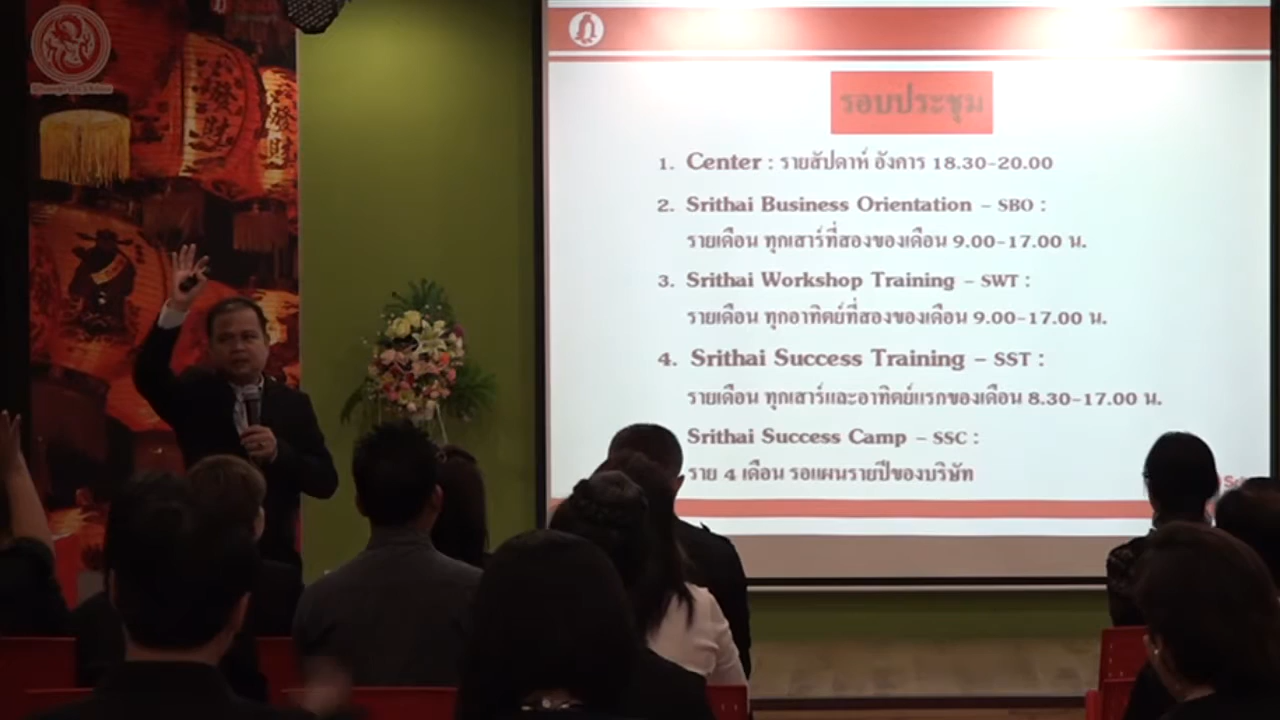 發財
發財
รอบประชุม
1. Center : รายสัปดาห์ อังคาร 18.30-20.00
2. Srithai Business Orientation - SBO :
รายเดือน ทุกเสาร์ที่สองของเดือน 9.00-17.00 น.
3. Srithai Workshop Training - SWT :
รายเดือน ทุกอาทิตย์ที่สองของเดือน 9.00-17.00 น.
4. Srithai Success Training - SST :
รายเดือน ทุกเสาร์และอาทิตย์แรกของเดือน 8.30-17.00 น.
Srithai Success Camp - SSC :
ราย 4 เดือน รอแผนรายปีของบริษัท